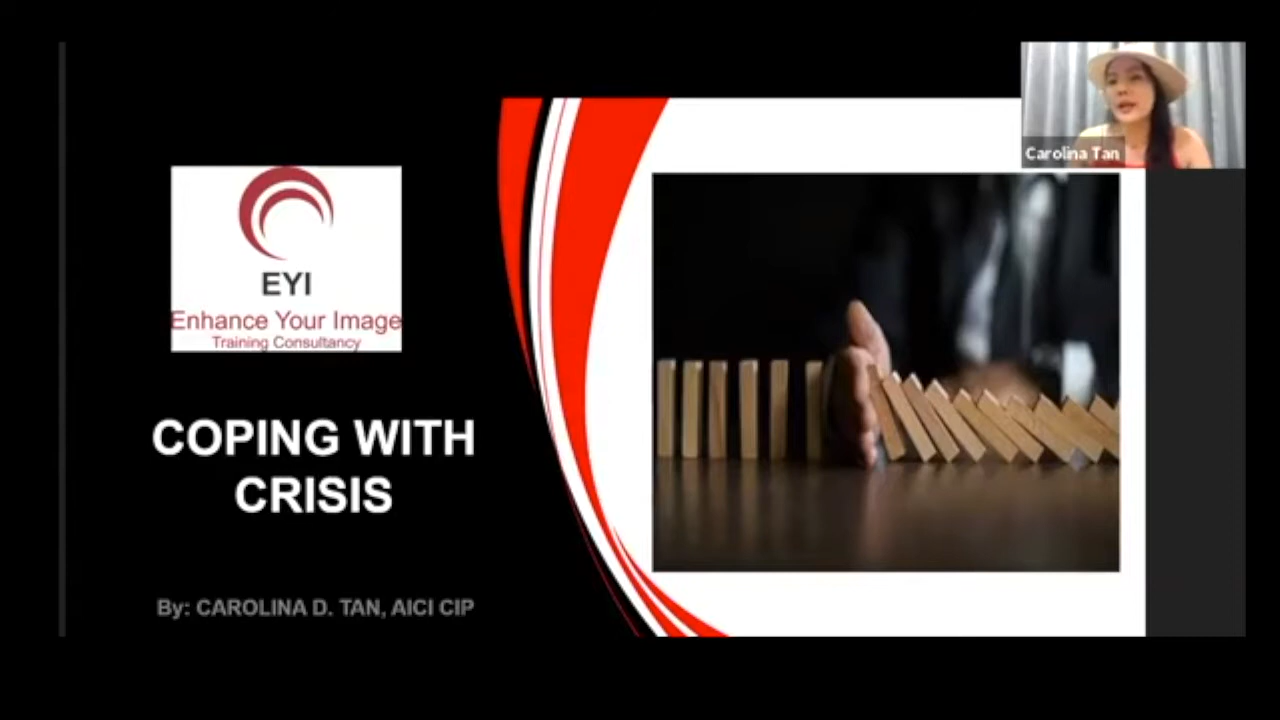 EYI
Enhance Your Image
Training Consultancy
COPING WITH
CRISIS
By: CAROLINA D. TAN, AICI CIP
Carolina Tan